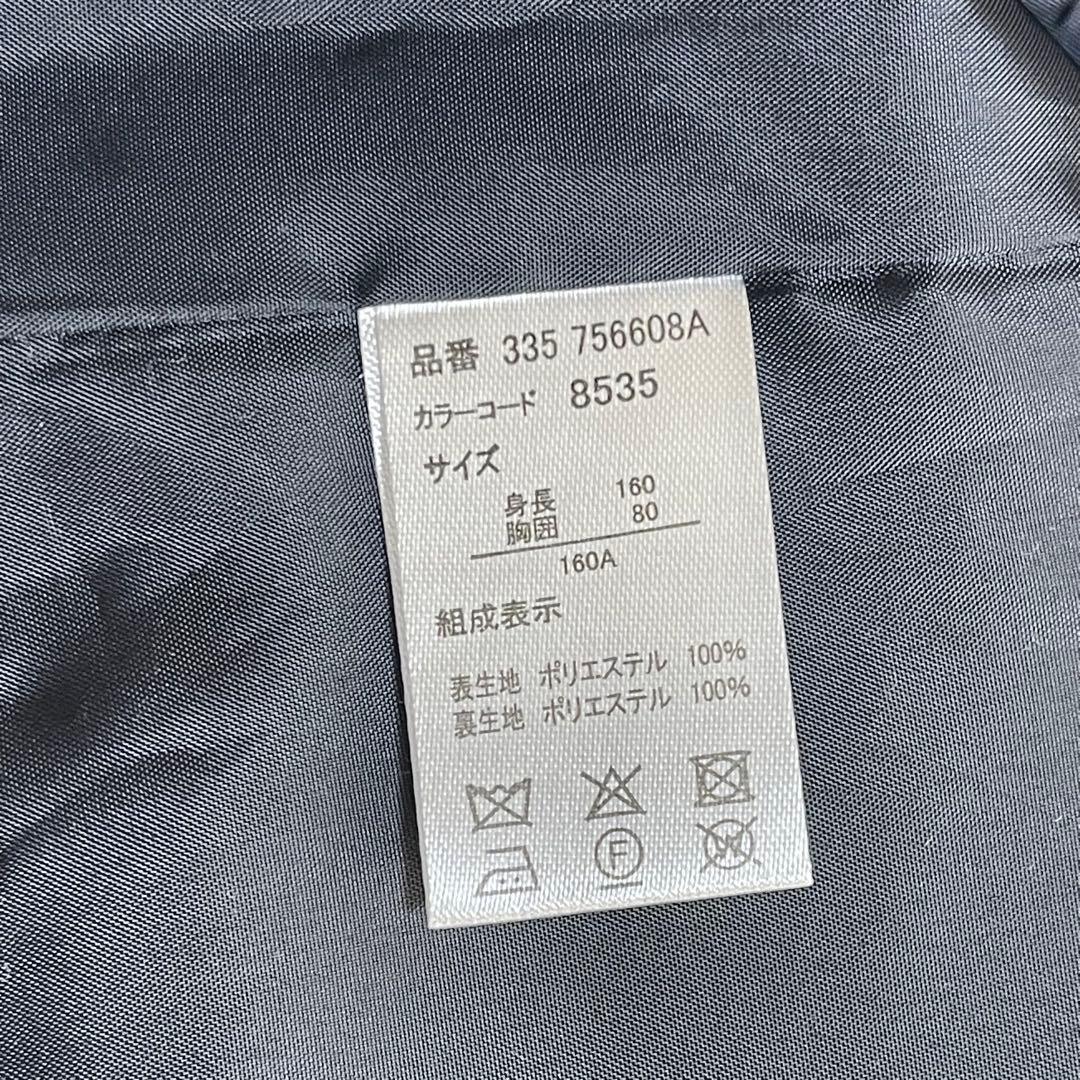 品番 335 756608A
カラーコード 8535
サイズ
身長 160
胸囲 80
160A
組成表示
表生地 ポリエステル 100%
裏生地 ポリエステル 100%
F
W